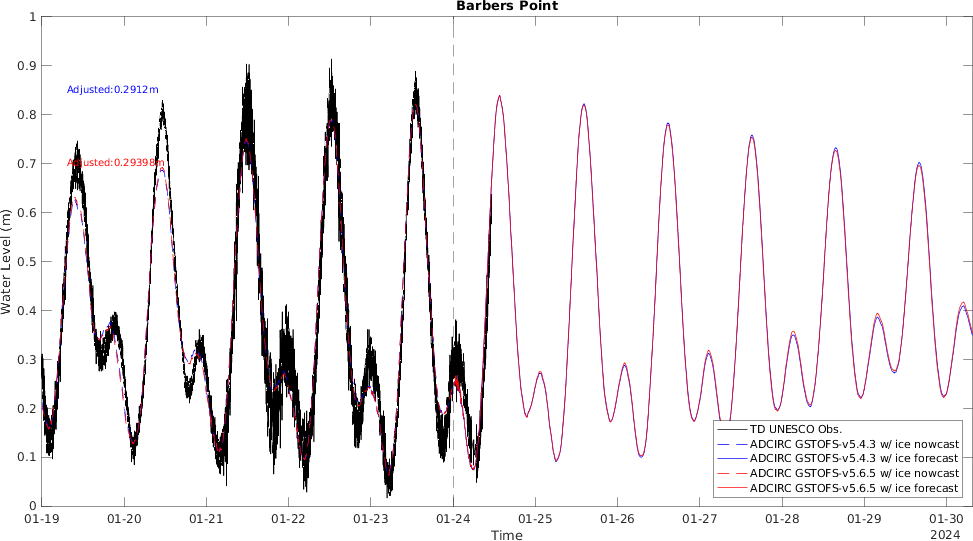 Barbers Point
Water Level (m)
1
0.9
0.8
0.7
0.6
0.5
0.4
0.3
0.2
0.1
0
Adjusted:0.2912m
Adjusted:0.29398m
TD UNESCO Obs.
ADCIRC GSTOFS-v5.4.3 w/ ice nowcast
ADCIRC GSTOFS-v5.4.3 w/ ice forecast
ADCIRC GSTOFS-v5.6.5 w/ ice nowcast
ADCIRC GSTOFS-v5.6.5 w/ ice forecast
01-19 01-20 01-21 01-22 01-23 01-24 01-25 01-26 01-27 01-28 01-29 01-30
2024
Time